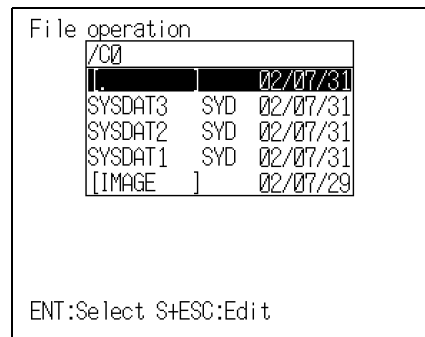 File operation
/C0
[.        ]      02/07/31
SYSDAT3   SYD  02/07/31
SYSDAT2   SYD  02/07/31
SYSDAT1   SYD  02/07/31
[IMAGE    ]      02/07/29
ENT:Select S+ESC:Edit